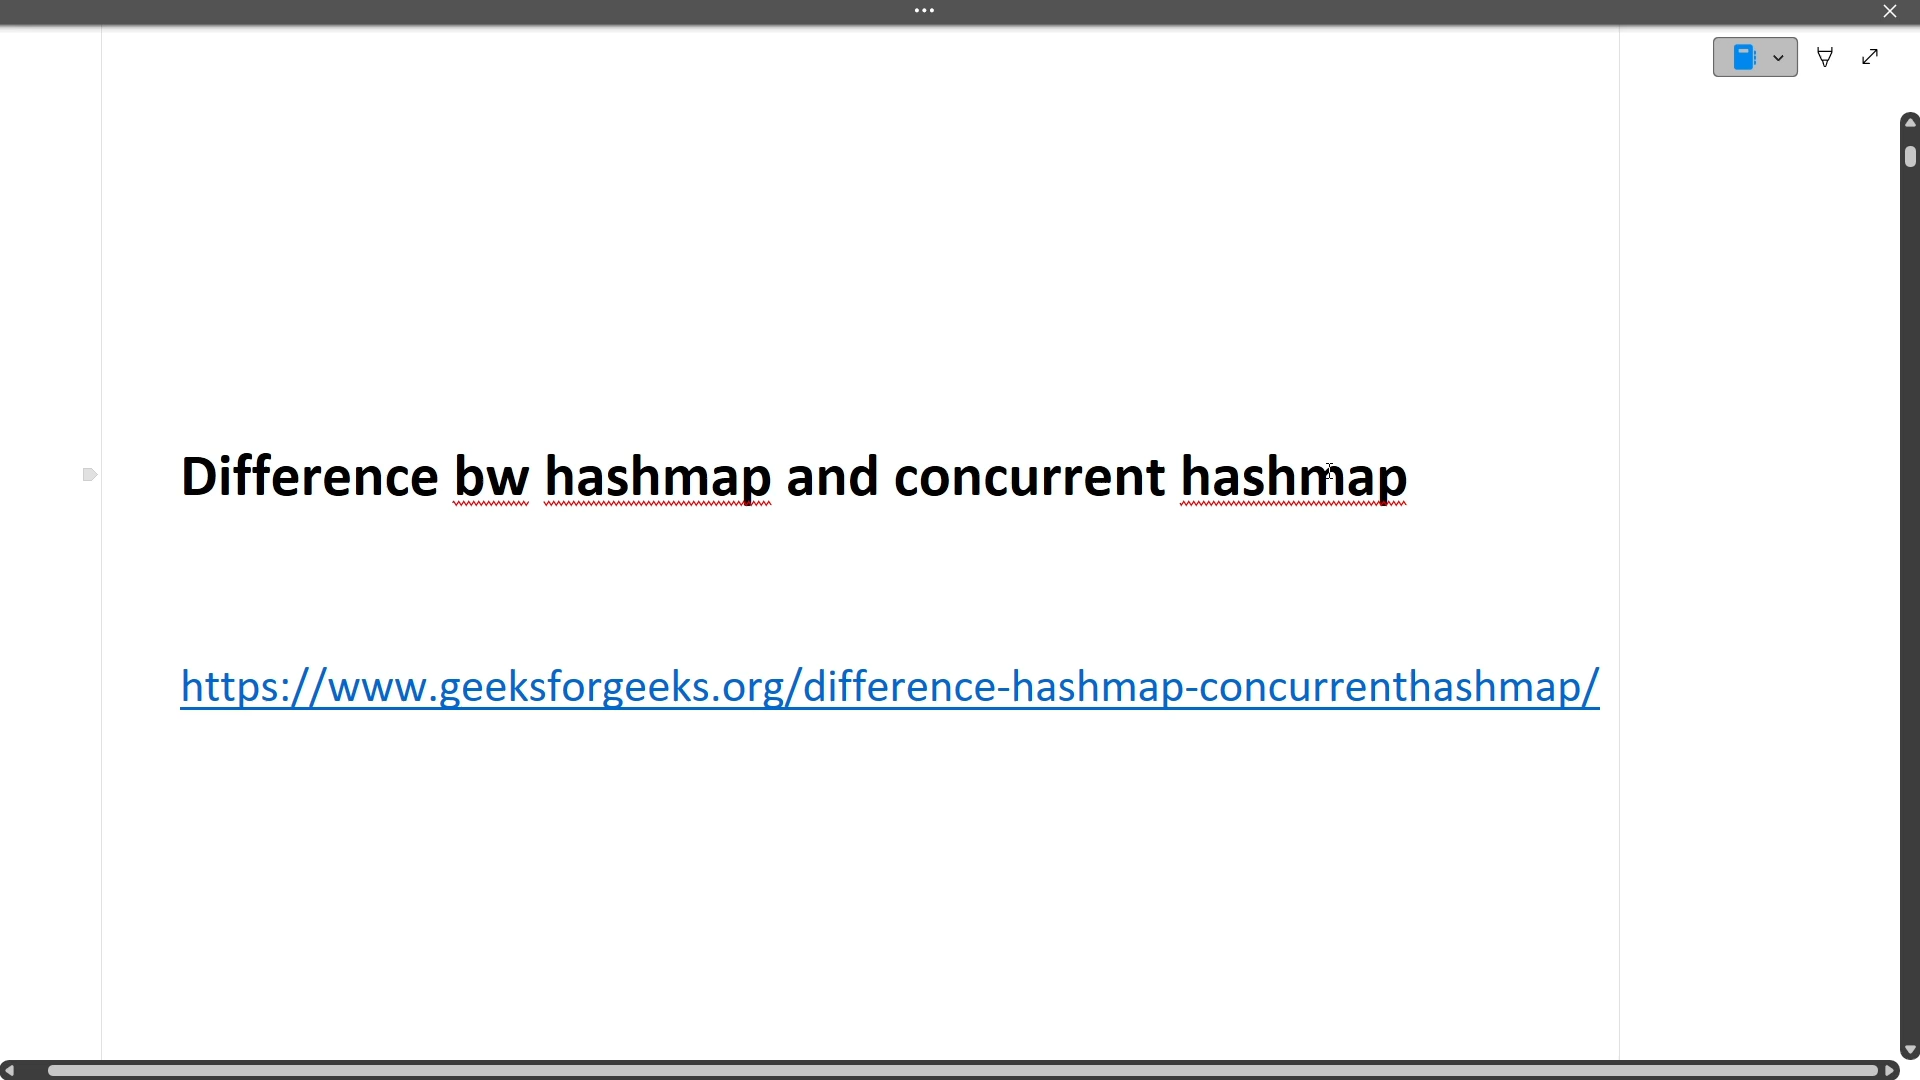 Difference bw hashmap and concurrent hashmap
https://www.geeksforgeeks.org/difference-hashmap-concurrenthashmap/